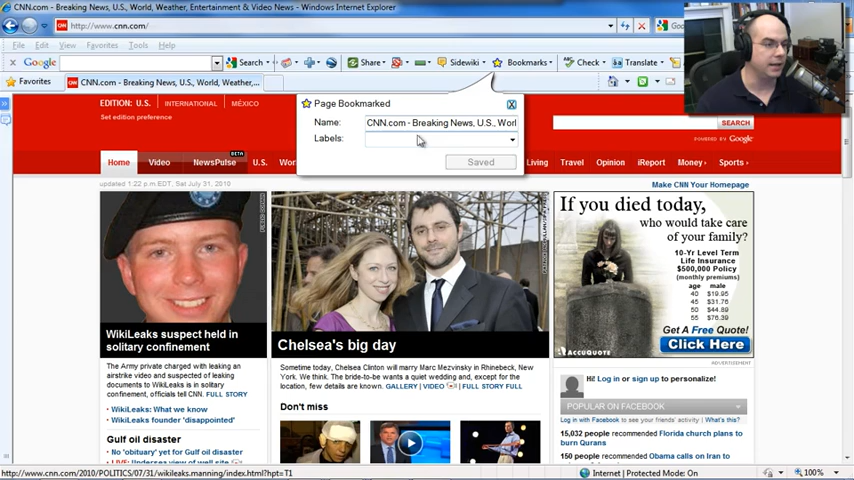 CNN.com - Breaking News, U.S., World, Weather, Entertainment & Video News - Windows Internet Explorer
http://www.cnn.com/
File Edit View Favorites Tools Help
Google Search Share Sidewiki Bookmarks Check Translate
Favorites CNN.com - Breaking News, U.S., World, Weather,...
EDITION: U.S. INTERNATIONAL MÉXICO
Set edition preference
Page Bookmarked
Name: CNN.com - Breaking News, U.S., Worl
Labels:
Saved
SEARCH
POWERED BY Google
Home Video NewsPulse BETA U.S. Living Travel Opinion iReport Money Sports
updated 1:22 p.m. Sat July 31, 2010
Make CNN Your Homepage
WikiLeaks suspect held in
solitary confinement
The Army private charged with leaking an
airstrike video and suspected of leaking
documents to WikiLeaks is in solitary
confinement, officials tell CNN. FULL STORY
WikiLeaks: What we know
WikiLeaks founder 'disappointed'
Gulf oil disaster
No 'obituary' yet for Gulf oil disaster
LIVE: Undersea view of well site
Chelsea's big day
Sometime today, Chelsea Clinton will marry Marc Mezvinsky in Rhinebeck, New
York. We think. The bride-to-be wants a quiet wedding and, except for the
location, few details are known. GALLERY | VIDEO | FULL STORY FULL
Don't miss
If you died today,
who would take care
of your family?
10-Yr Level Term
Life Insurance
$500,000 Policy
(monthly premiums)
age male
40 $19.95
45 $31.76
50 $44.89
55 $76.39
Get A Free Quote!
Click Here
ACCUQUOTE
ADVERTISEMENT
Hi! Log in or sign up to personalize!
POPULAR ON FACEBOOK
Log in with Facebook to see your friends' activity | What's this?
15,032 people recommended Florida church plans to
burn Qurans
644 people recommended Obama calls on Iran to
http://www.cnn.com/2010/POLITICS/07/31/wikileaks.manning/index.html?hpt=T1
Internet | Protected Mode: On
100%